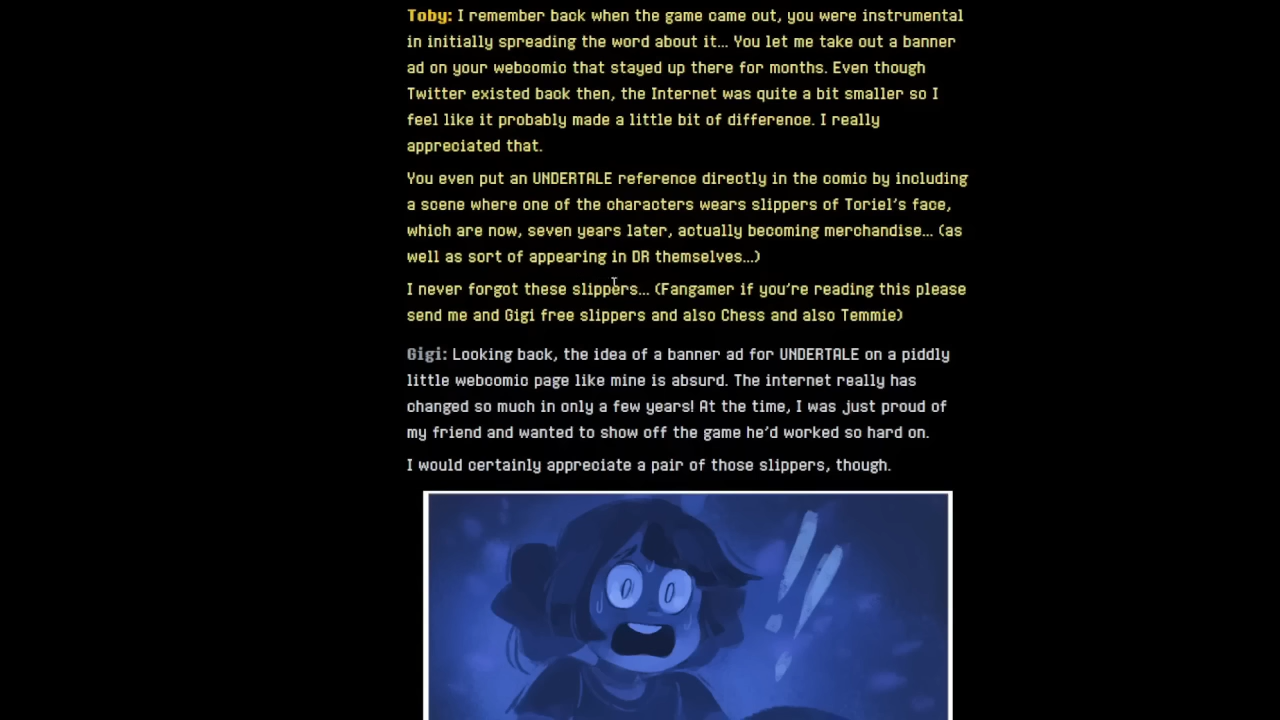 Toby: I remember back when the game came out, you were instrumental
in initially spreading the word about it... You let me take out a banner
ad on your webcomic that stayed up there for months. Even though
Twitter existed back then, the Internet was quite a bit smaller so I
feel like it probably made a little bit of difference. I really
appreciated that.
You even put an UNDERTALE reference directly in the comic by including
a scene where one of the characters wears slippers of Toriel's face,
which are now, seven years later, actually becoming merchandise... (as
well as sort of appearing in DR themselves...)
I never forgot these slippers... (Fangamer if you're reading this please
send me and Gigi free slippers and also Chess and also Temmie)
Gigi: Looking back, the idea of a banner ad for UNDERTALE on a piddly
little webcomic page like mine is absurd. The internet really has
changed so much in only a few years! At the time, I was just proud of
my friend and wanted to show off the game he'd worked so hard on.
I would certainly appreciate a pair of those slippers, though.
!!